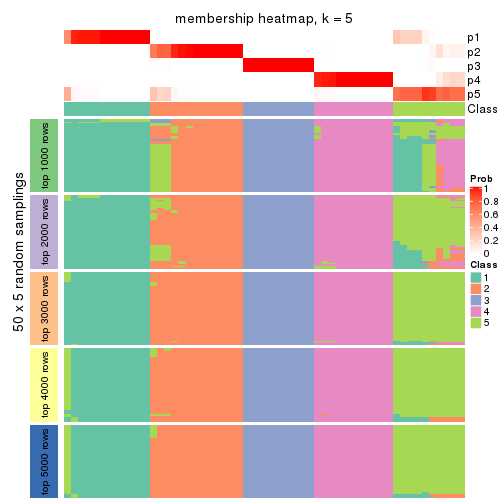 membership heatmap, k = 5
p1
p2
p3
p4
p5
Class
50 x 5 random samplings
top 1000 rows
top 2000 rows
top 3000 rows
top 4000 rows
top 5000 rows
Prob
1
0.8
0.6
0.4
0.2
0
Class
1
2
3
4
5